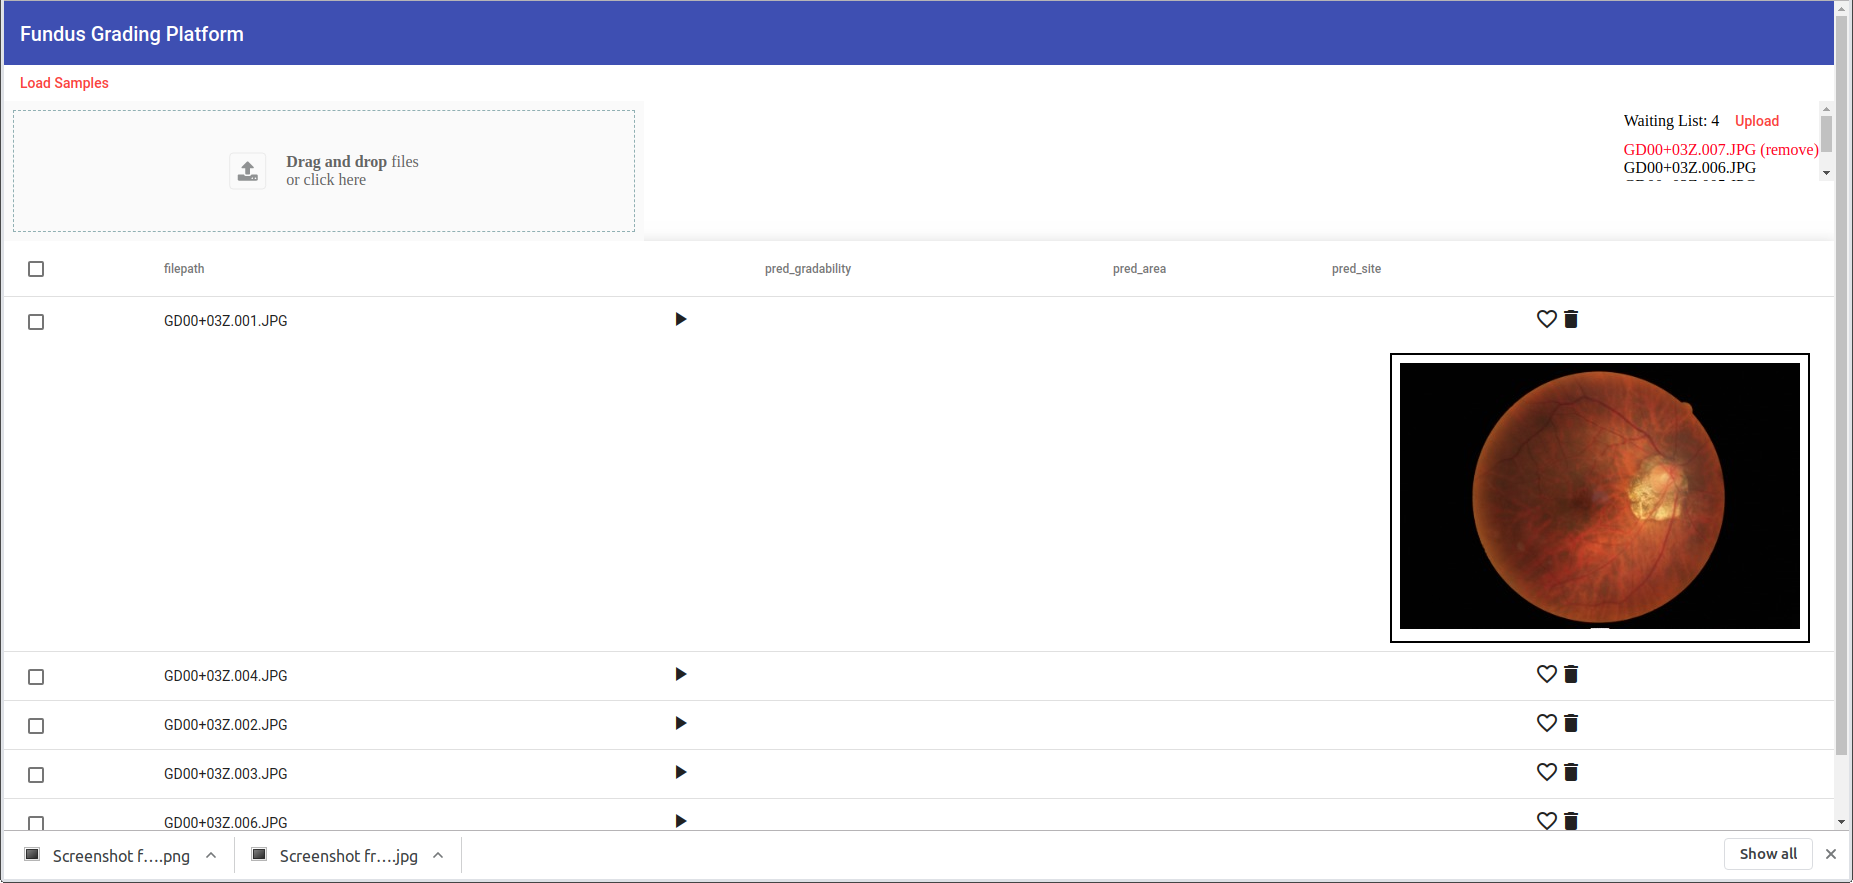 Fundus Grading Platform
Load Samples
Drag and drop files
or click here
Waiting List: 4 Upload
GD00+03Z.007.JPG (remove)
GD00+03Z.006.JPG
filepath pred_gradability pred_area pred_site
GD00+03Z.001.JPG
GD00+03Z.004.JPG
GD00+03Z.002.JPG
GD00+03Z.003.JPG
GD00+03Z.006.JPG
Screenshot f....png Screenshot fr....jpg Show all